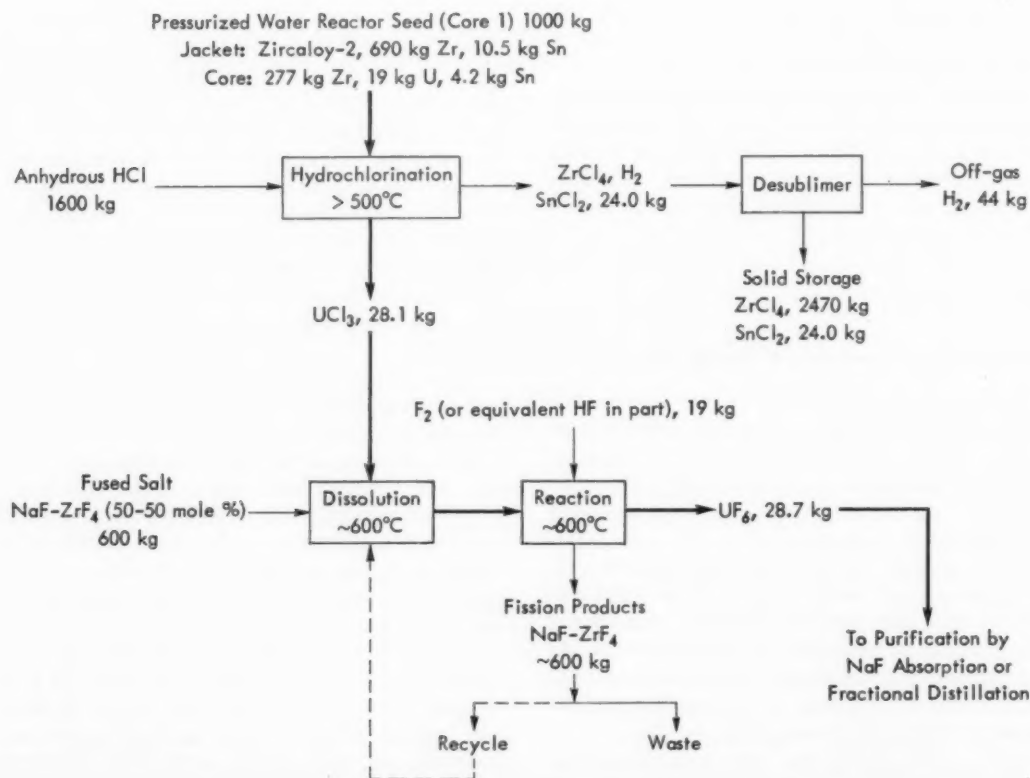 Pressurized Water Reactor Seed (Core 1) 1000 kg
Jacket: Zircaloy-2, 690 kg Zr, 10.5 kg Sn
Core: 277 kg Zr, 19 kg U, 4.2 kg Sn
Anhydrous HCl
1600 kg
Hydrochlorination
> 500°C
ZrCl₄, H₂
SnCl₂, 24.0 kg
Desublimer
Off-gas
H₂, 44 kg
Solid Storage
ZrCl₄, 2470 kg
SnCl₂, 24.0 kg
UCl₃, 28.1 kg
F₂ (or equivalent HF in part), 19 kg
Fused Salt
NaF-ZrF₄ (50-50 mole %)
600 kg
Dissolution
~600°C
Reaction
~600°C
UF₆, 28.7 kg
Fission Products
NaF-ZrF₄
~600 kg
To Purification by
NaF Absorption or
Fractional Distillation
Recycle
Waste